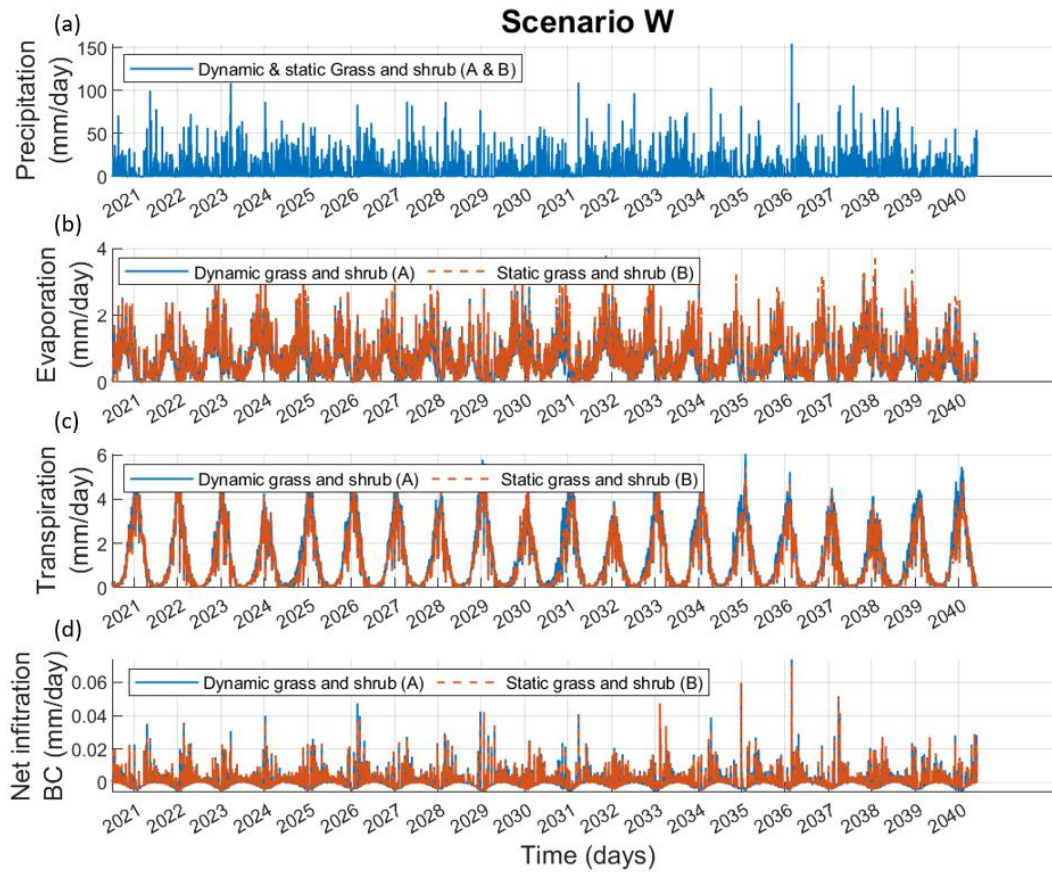 Scenario W
(a)
Precipitation
(mm/day)
150
100
50
0
Dynamic & static Grass and shrub (A & B)
2021 2022 2023 2024 2025 2026 2027 2028 2029 2030 2031 2032 2033 2034 2035 2036 2037 2038 2039 2040
(b)
Evaporation
(mm/day)
4
2
0
Dynamic grass and shrub (A) Static grass and shrub (B)
2021 2022 2023 2024 2025 2026 2027 2028 2029 2030 2031 2032 2033 2034 2035 2036 2037 2038 2039 2040
(c)
Transpiration
(mm/day)
6
4
2
0
Dynamic grass and shrub (A) Static grass and shrub (B)
2021 2022 2023 2024 2025 2026 2027 2028 2029 2030 2031 2032 2033 2034 2035 2036 2037 2038 2039 2040
(d)
Net infitration
BC (mm/day)
0.06
0.04
0.02
0
Dynamic grass and shrub (A) Static grass and shrub (B)
2021 2022 2023 2024 2025 2026 2027 2028 2029 2030 2031 2032 2033 2034 2035 2036 2037 2038 2039 2040
Time (days)